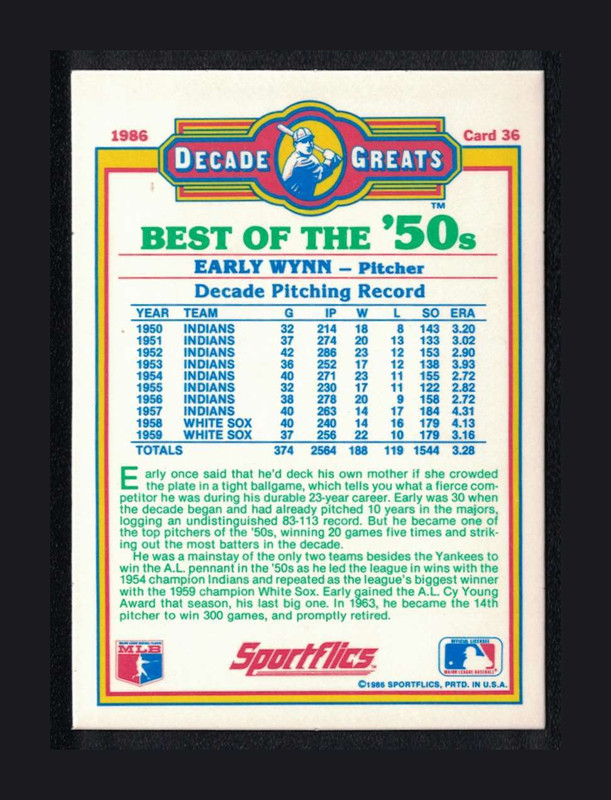 1986
Card 36
DECADE GREATS
TM
BEST OF THE '50s
EARLY WYNN – Pitcher
Decade Pitching Record
YEAR TEAM G IP W L SO ERA
1950 INDIANS 32 214 18 8 143 3.20
1951 INDIANS 37 274 20 13 133 3.02
1952 INDIANS 42 286 23 12 153 2.90
1953 INDIANS 36 252 17 12 138 3.93
1954 INDIANS 40 271 23 11 155 2.72
1955 INDIANS 32 230 17 11 122 2.82
1956 INDIANS 38 278 20 9 158 2.72
1957 INDIANS 40 263 14 17 184 4.31
1958 WHITE SOX 40 240 14 16 179 4.13
1959 WHITE SOX 37 256 22 10 179 3.16
TOTALS 374 2564 188 119 1544 3.28
Early once said that he'd deck his own mother if she crowded
the plate in a tight ballgame, which tells you what a fierce com-
petitor he was during his durable 23-year career. Early was 30 when
the decade began and had already pitched 10 years in the majors,
logging an undistinguished 83-113 record. But he became one of
the top pitchers of the '50s, winning 20 games five times and strik-
ing out the most batters in the decade.
He was a mainstay of the only two teams besides the Yankees to
win the A.L. pennant in the '50s as he led the league in wins with the
1954 champion Indians and repeated as the league's biggest winner
with the 1959 champion White Sox. Early gained the A.L. Cy Young
Award that season, his last big one. In 1963, he became the 14th
pitcher to win 300 games, and promptly retired.
MAJOR LEAGUE BASEBALL PLAYERS
MLB
Sportflics
TM
OFFICIAL LICENSEE
MAJOR LEAGUE BASEBALL
©1986 SPORTFLICS, PRTD. IN U.S.A.